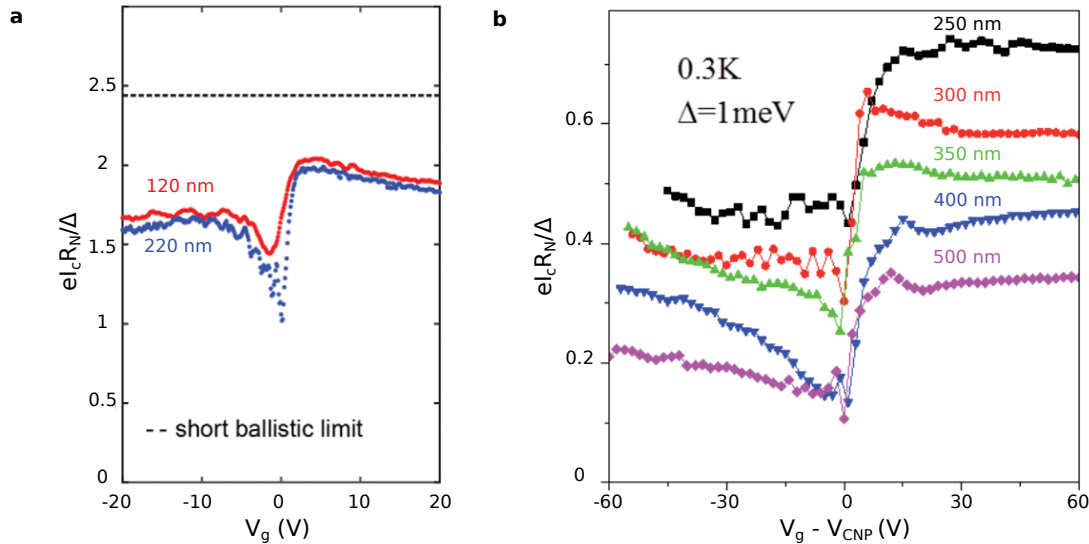 a
eI_cR_N/Δ
2.5
2
1.5
1
0.5
0
120 nm
220 nm
-- short ballistic limit
-20
-10
0
10
20
V_g (V)
b
eI_cR_N/Δ
0.6
0.4
0.2
0
0.3K
Δ=1meV
250 nm
300 nm
350 nm
400 nm
500 nm
-60
-30
0
30
60
V_g - V_CNP (V)